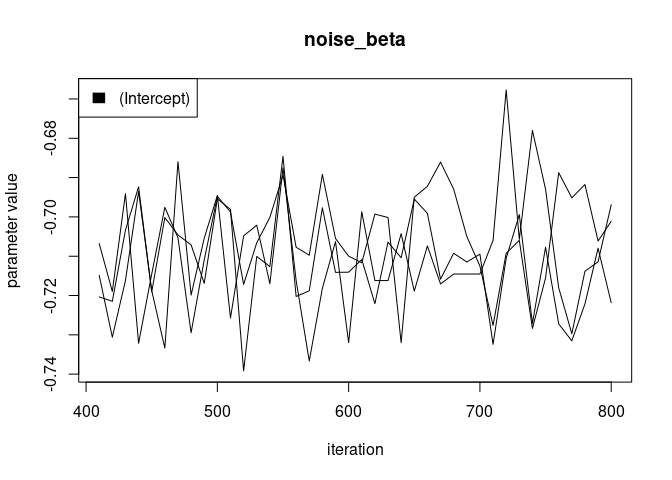 noise_beta
(Intercept)
parameter value
-0.68
-0.70
-0.72
-0.74
400 500 600 700 800
iteration